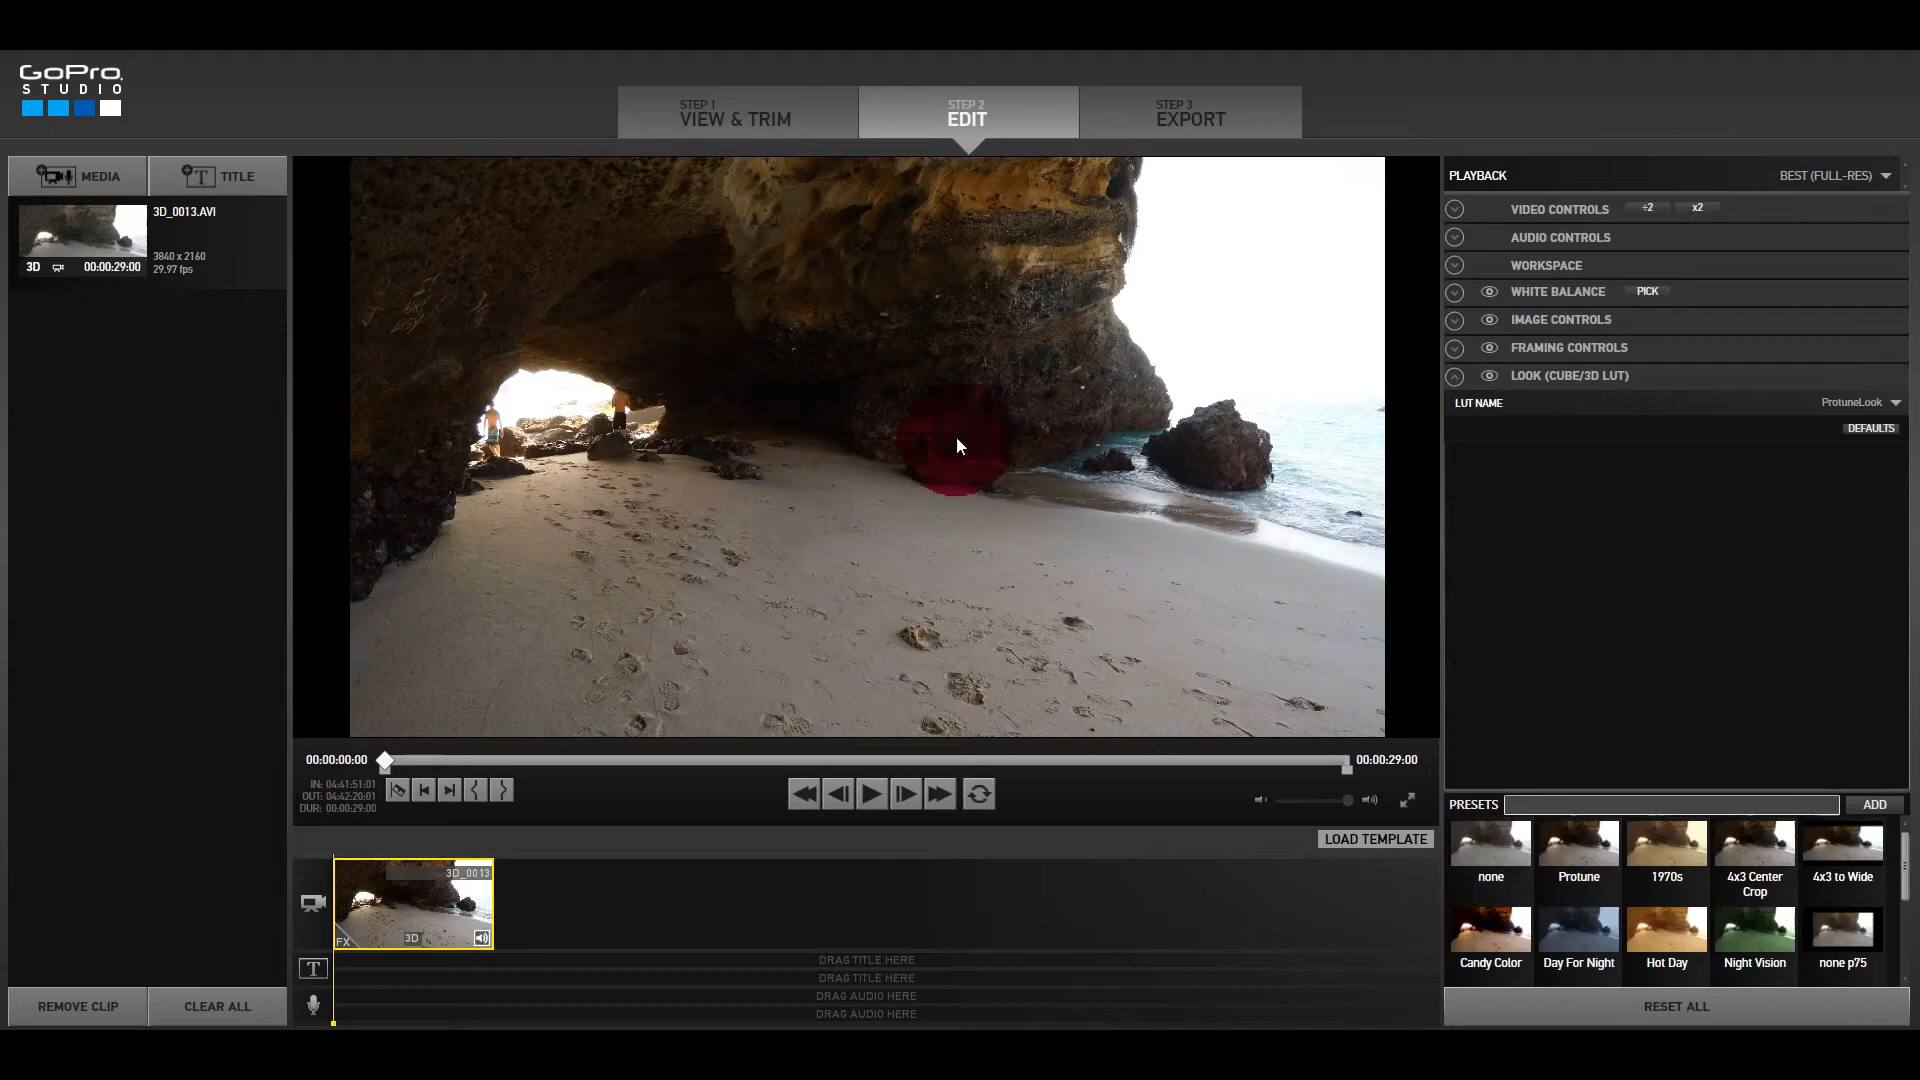 GoPro
STUDIO
STEP 1
VIEW & TRIM
STEP 2
EDIT
STEP 3
EXPORT
MEDIA
TITLE
3D_0013.AVI
3840 x 2160
29.97 fps
3D 00:00:29:00
PLAYBACK
BEST (FULL-RES)
VIDEO CONTROLS ÷2 x2
AUDIO CONTROLS
WORKSPACE
WHITE BALANCE PICK
IMAGE CONTROLS
FRAMING CONTROLS
LOOK (CUBE/3D LUT)
LUT NAME
ProtuneLook
DEFAULTS
00:00:00:00
00:00:29:00
IN: 04:41:51:01
OUT: 04:42:20:01
DUR: 00:00:29:00
LOAD TEMPLATE
PRESETS
ADD
none
Protune
1970s
4x3 Center
Crop
4x3 to Wide
Candy Color
Day For Night
Hot Day
Night Vision
none p75
3D_0013
FX
3D
T
DRAG TITLE HERE
DRAG TITLE HERE
DRAG AUDIO HERE
DRAG AUDIO HERE
REMOVE CLIP
CLEAR ALL
RESET ALL